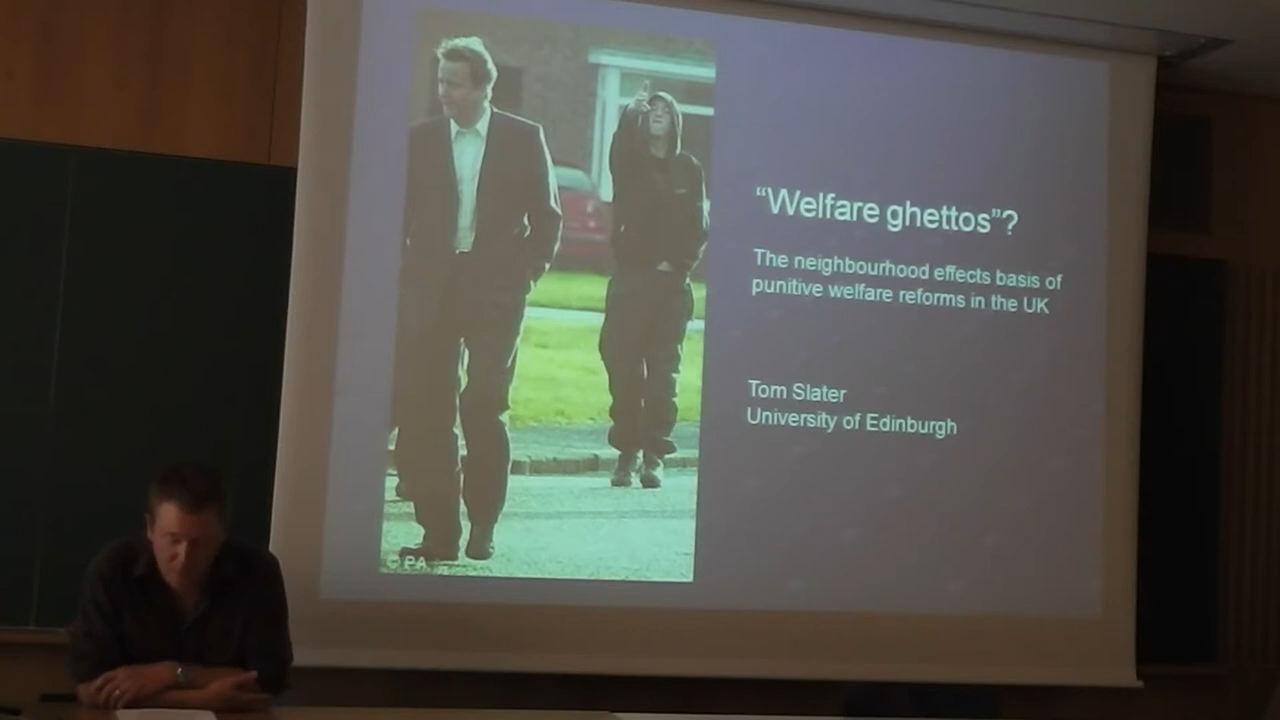 “Welfare ghettos”?
The neighbourhood effects basis of
punitive welfare reforms in the UK
Tom Slater
University of Edinburgh
© PA